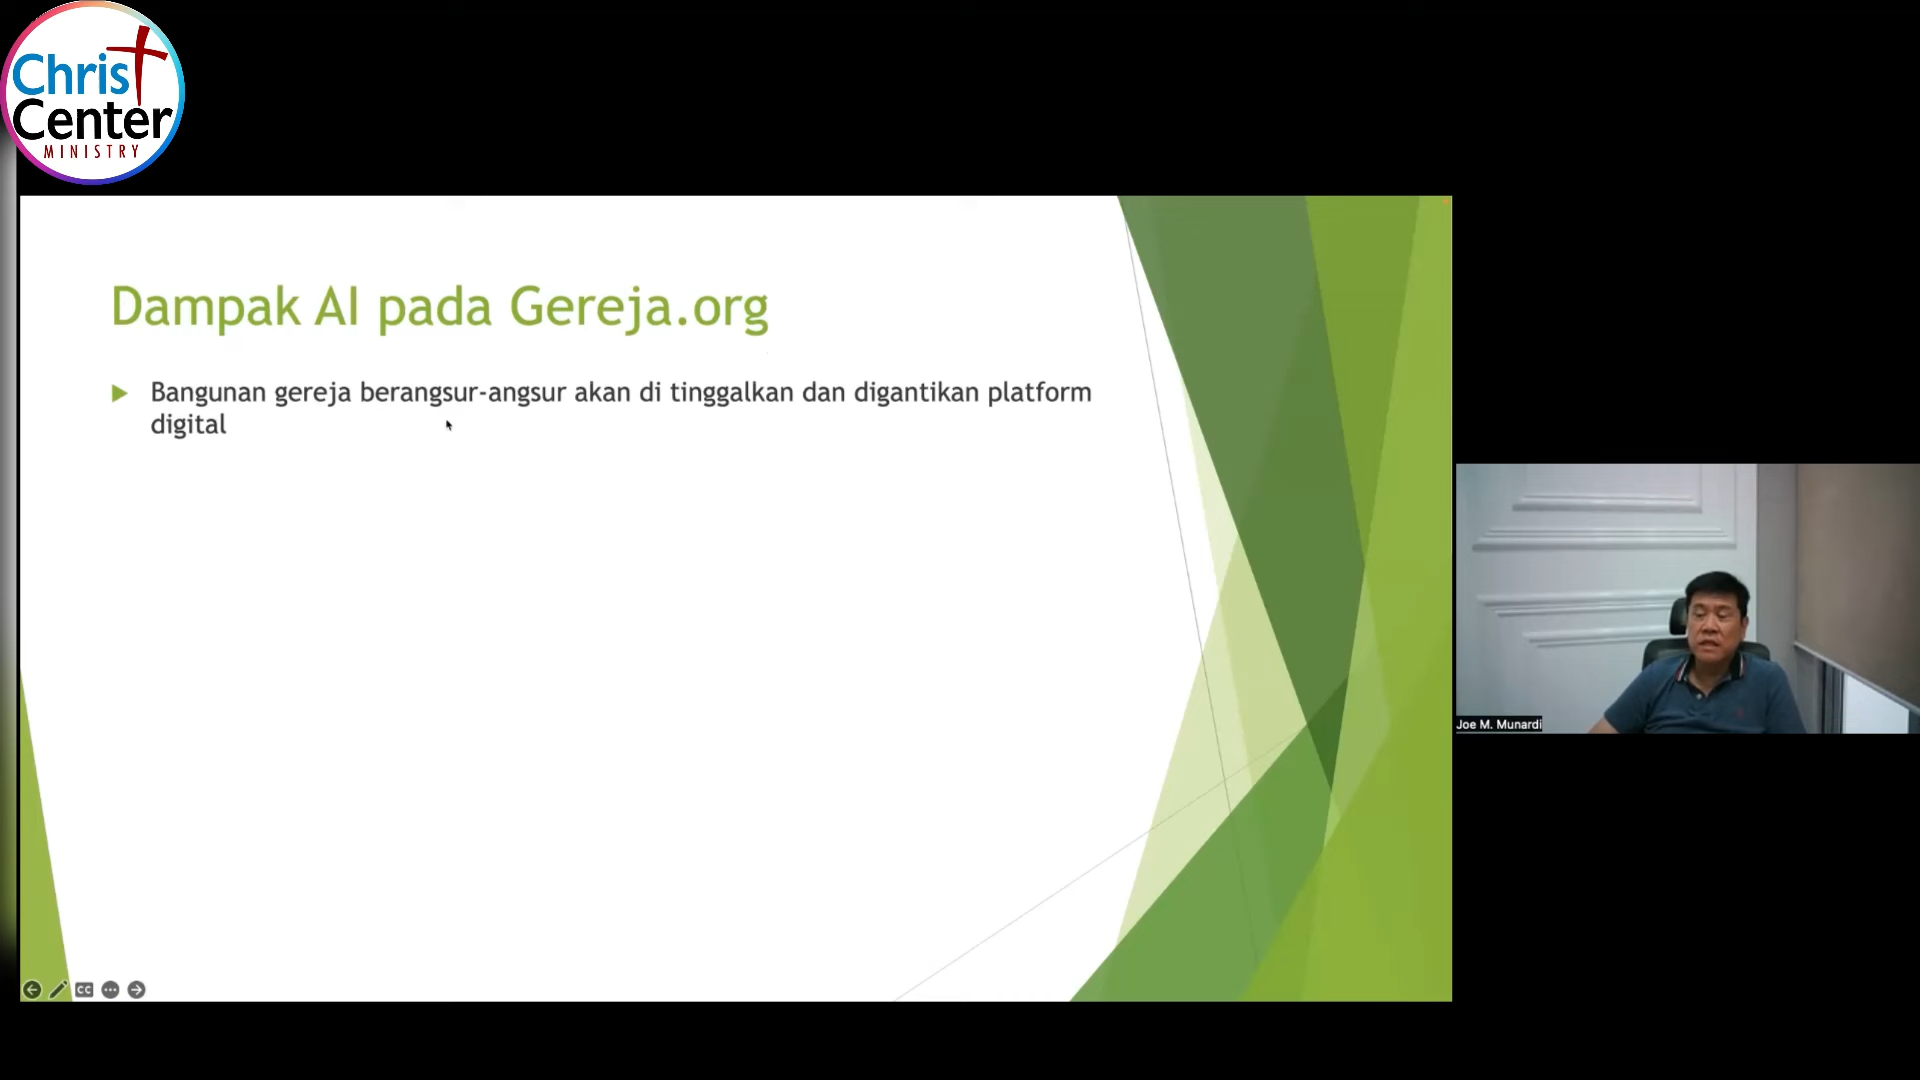 Christ
Center
MINISTRY
Dampak AI pada Gereja.org
Bangunan gereja berangsur-angsur akan di tinggalkan dan digantikan platform
digital
CC
Joe M. Munardi